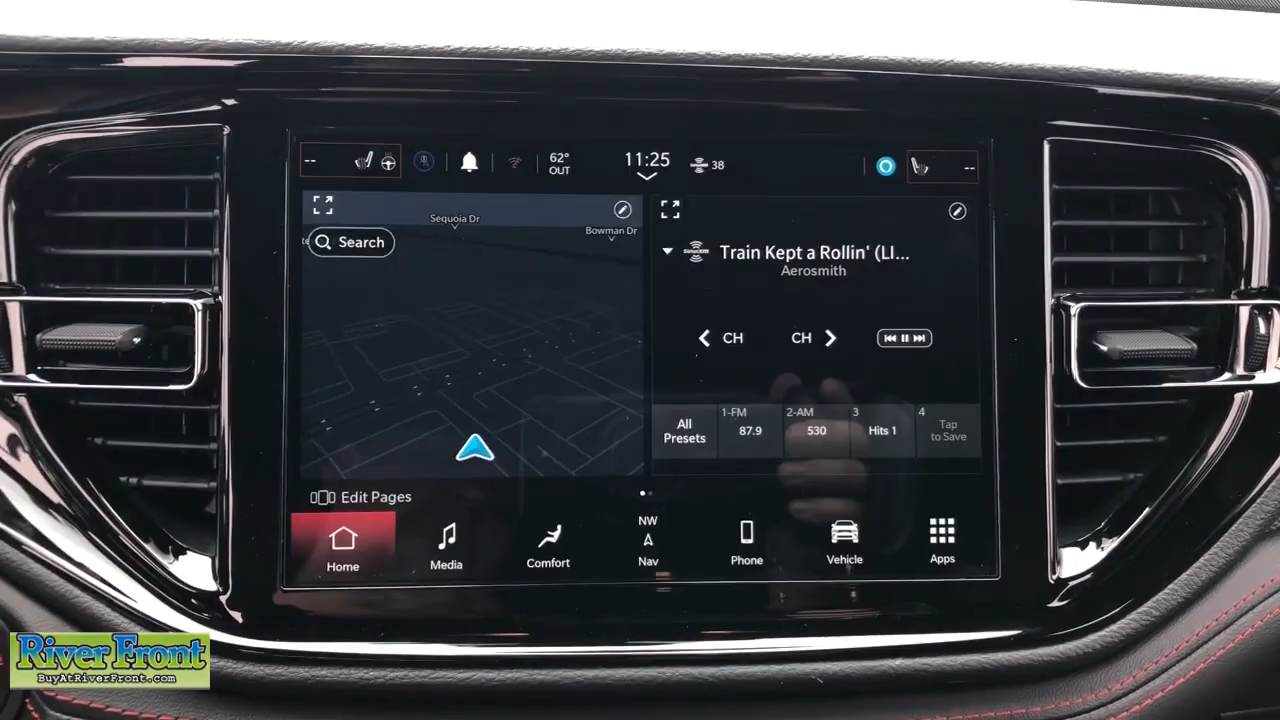 --
62°
OUT
11:25
38
--
Sequoia Dr
Bowman Dr
Search
SiriusXM
Train Kept a Rollin' (LI...
Aerosmith
CH
CH
All
Presets
1-FM
87.9
2-AM
530
3
Hits 1
4
Tap
to Save
Edit Pages
Home
Media
Comfort
NW
Nav
Phone
Vehicle
Apps
River Front
BuyAtRiverFront.com